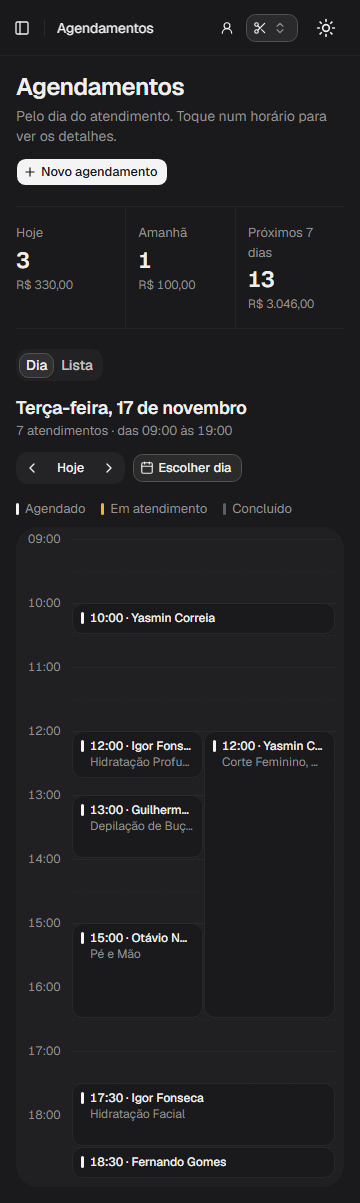 Agendamentos
Agendamentos
Pelo dia do atendimento. Toque num horário para
ver os detalhes.
+ Novo agendamento
Hoje
3
R$ 330,00
Amanhã
1
R$ 100,00
Próximos 7
dias
13
R$ 3.046,00
Dia
Lista
Terça-feira, 17 de novembro
7 atendimentos · das 09:00 às 19:00
Hoje
Escolher dia
Agendado
Em atendimento
Concluído
09:00
10:00
10:00 · Yasmin Correia
11:00
12:00
12:00 · Igor Fons...
Hidratação Profu...
12:00 · Yasmin C...
Corte Feminino, ...
13:00
13:00 · Guilherm...
Depilação de Buç...
14:00
15:00
15:00 · Otávio N...
Pé e Mão
16:00
17:00
17:30 · Igor Fonseca
Hidratação Facial
18:00
18:30 · Fernando Gomes